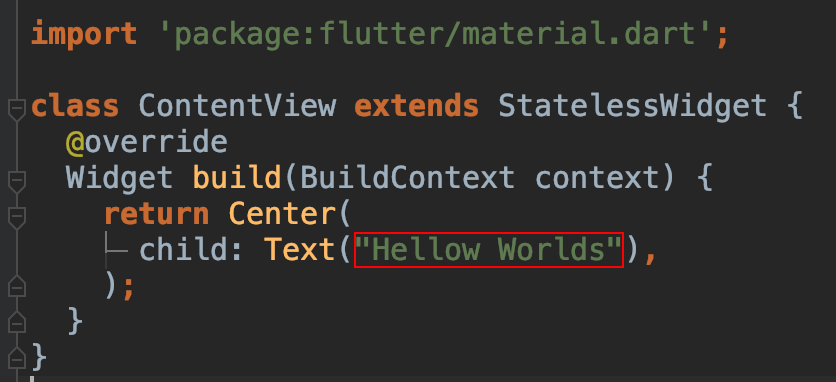 import 'package:flutter/material.dart';
class ContentView extends StatelessWidget {
@override
Widget build(BuildContext context) {
return Center(
child: Text("Hellow Worlds"),
);
}
}